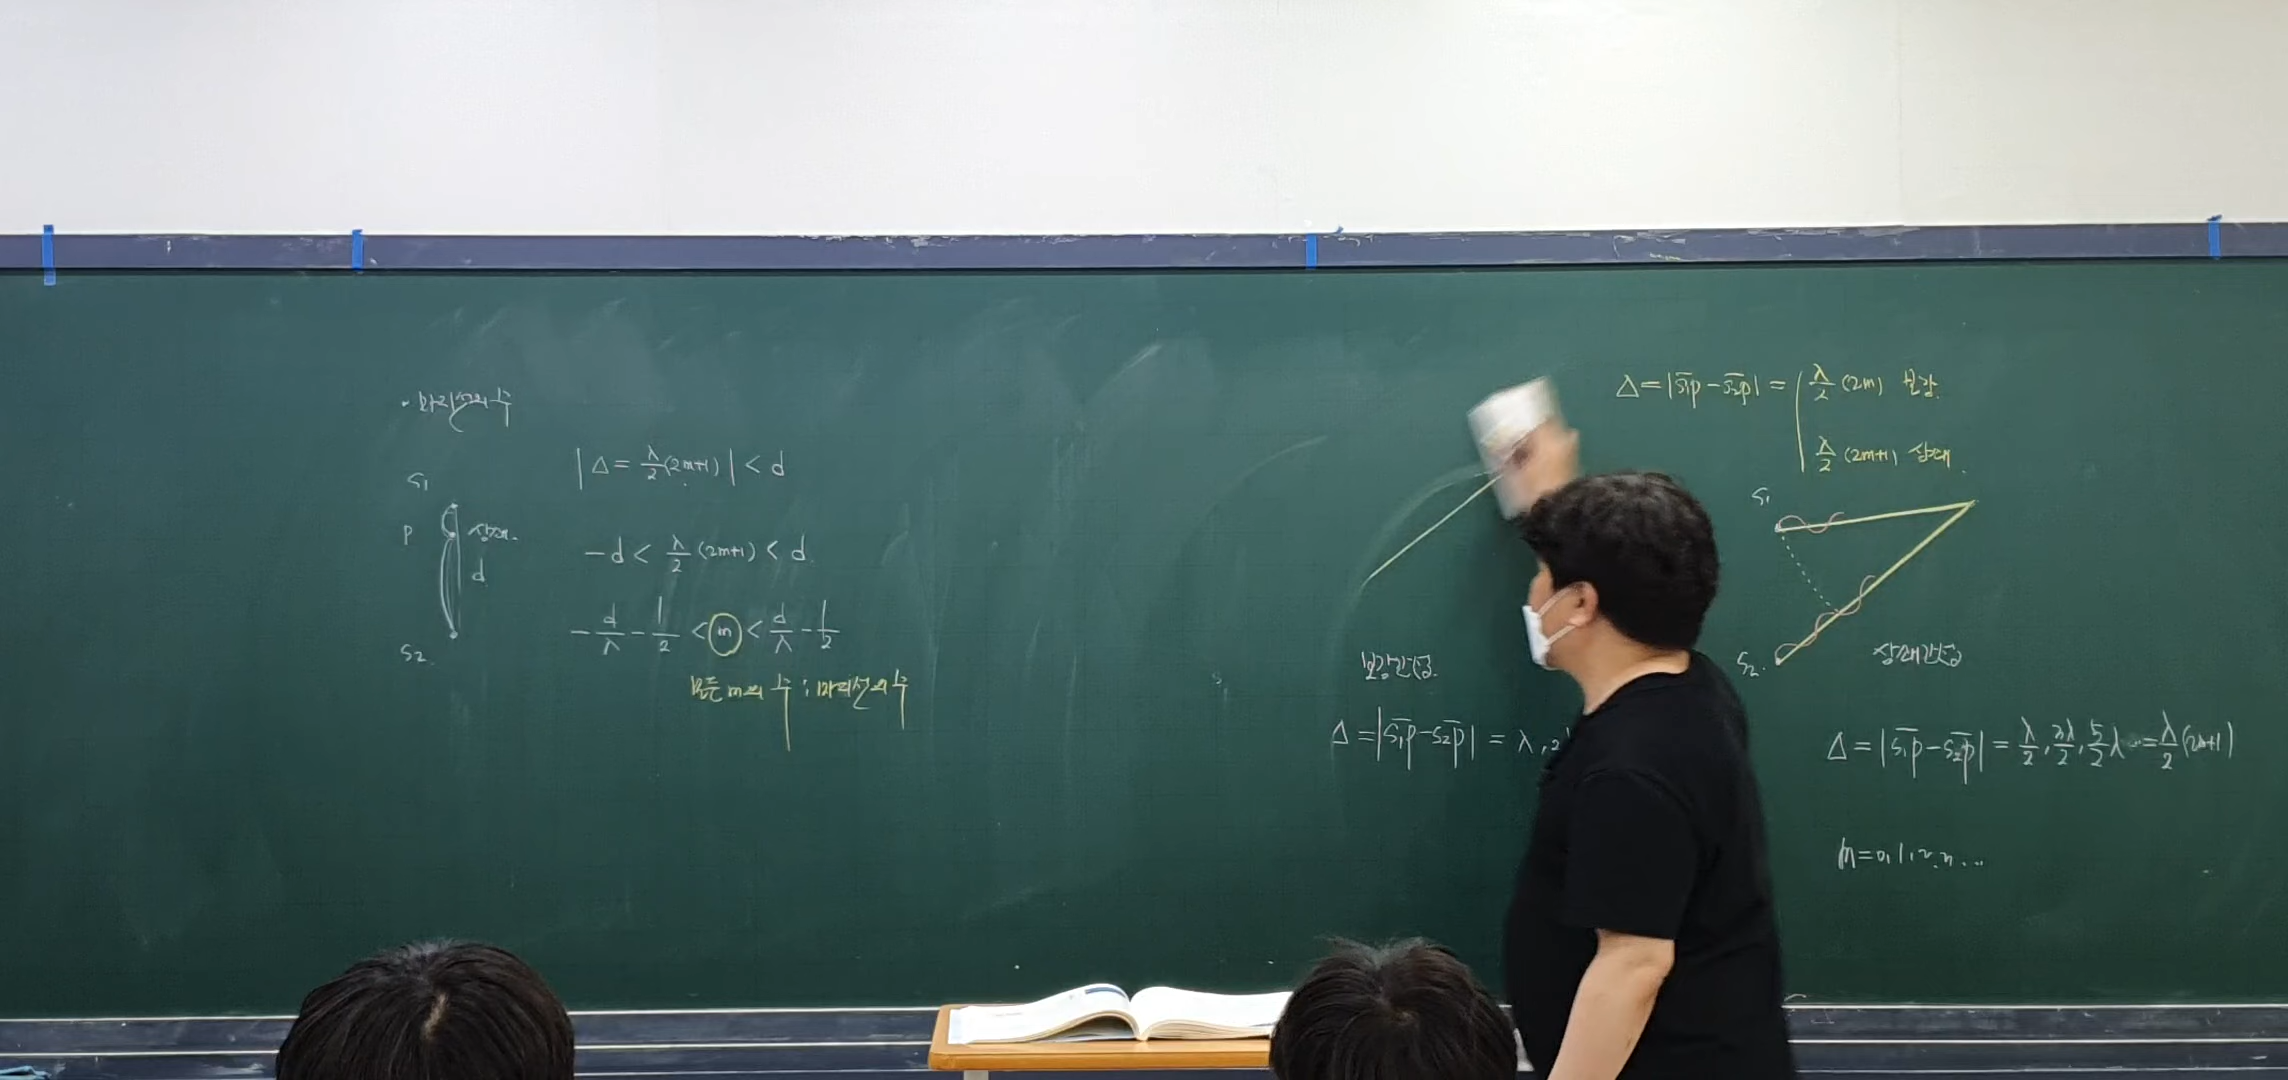 · 마디선의 수
S₁
P 상쇄.
d
S₂
|Δ = λ/2 (2m+1)| < d
-d < λ/2 (2m+1) < d.
-d/λ - 1/2 < m < d/λ - 1/2
모든 m의 수 : 마디선의 수
Δ = |S₁P - S₂P| = λ/2 (2m) 보강.
λ/2 (2m+1) 상쇄.
S₁
S₂.
보강간섭.
Δ = |S₁P - S₂P| = λ, 2
상쇄간섭
Δ = |S₁P - S₂P| = λ/2, 3λ/2, 5/2 λ ... = λ/2 (2m+1)
m = 0, 1, 2, 3, ...